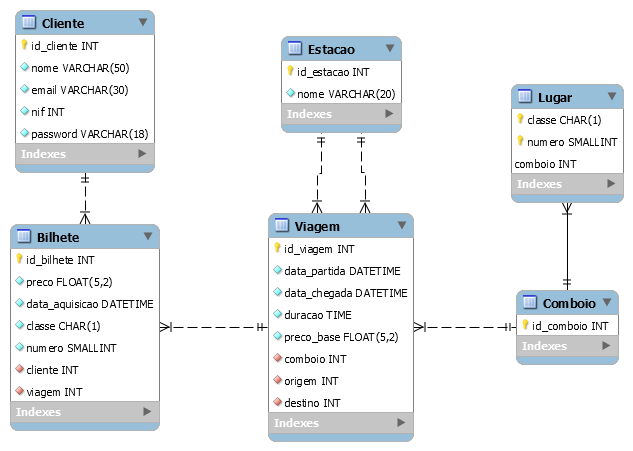 Cliente
id_cliente INT
nome VARCHAR(50)
email VARCHAR(30)
nif INT
password VARCHAR(18)
Indexes
Estacao
id_estacao INT
nome VARCHAR(20)
Indexes
Lugar
classe CHAR(1)
numero SMALLINT
comboio INT
Indexes
Bilhete
id_bilhete INT
preco FLOAT(5,2)
data_aquisicao DATETIME
classe CHAR(1)
numero SMALLINT
cliente INT
viagem INT
Indexes
Viagem
id_viagem INT
data_partida DATETIME
data_chegada DATETIME
duracao TIME
preco_base FLOAT(5,2)
comboio INT
origem INT
destino INT
Indexes
Comboio
id_comboio INT
Indexes